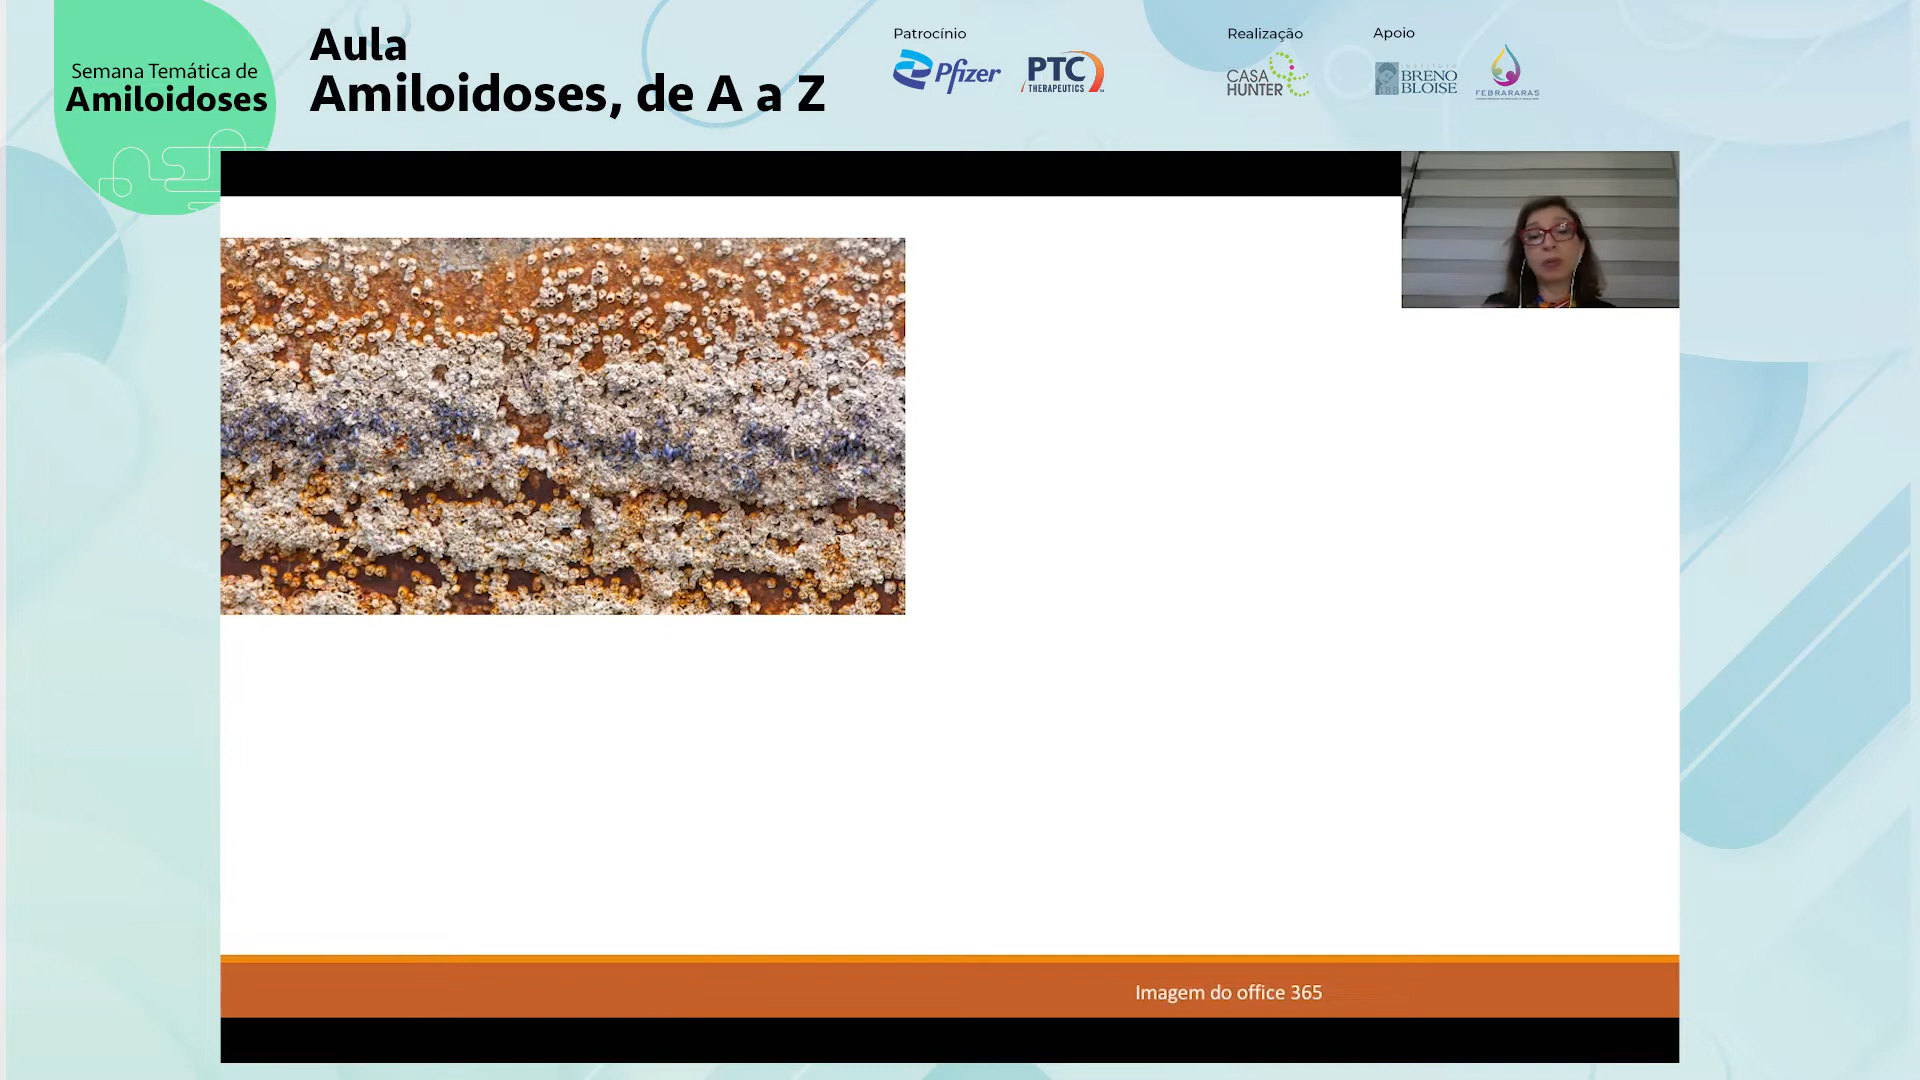 Semana Temática de
Amiloidoses
Aula
Amiloidoses, de A a Z
Patrocínio
Pfizer
PTC
THERAPEUTICS
Realização
CASA
HUNTER
Apoio
INSTITUTO
BRENO
BLOISE
FEBRARARAS
Imagem do office 365